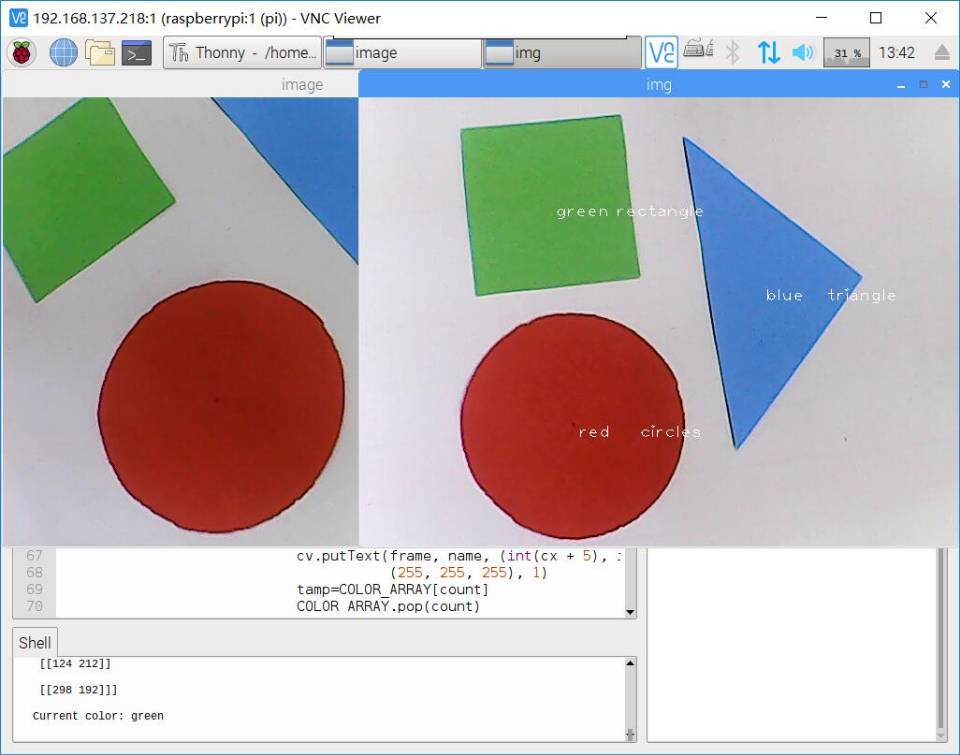 192.168.137.218:1 (raspberrypi:1 (pi)) - VNC Viewer
Thonny - /home...
image
img
31 %
13:42
image
img
green rectangle
blue triangle
red circles
67 cv.putText(frame, name, (int(cx + 5),
68 (255, 255, 255), 1)
69 tamp=COLOR_ARRAY[count]
70 COLOR_ARRAY.pop(count)
Shell
[[124 212]]
[[298 192]]]
Current color: green